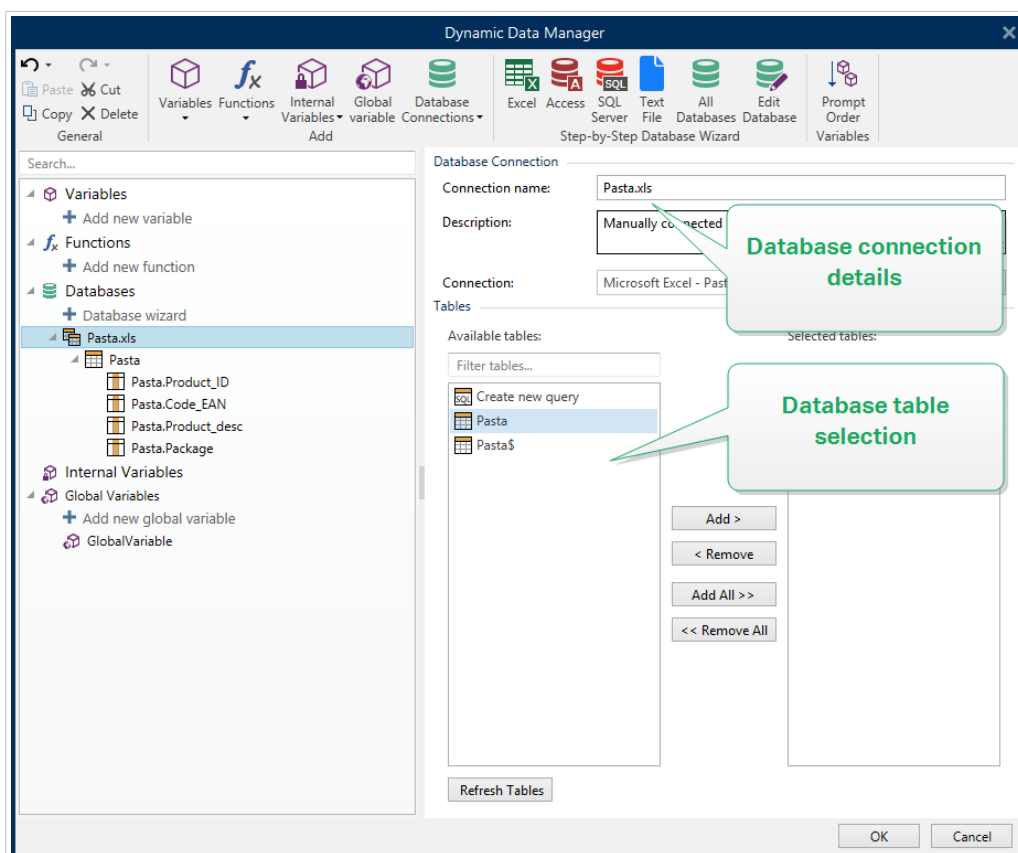 Dynamic Data Manager
Paste Cut
Copy Delete
General
Variables Functions Internal Variables Global variable Database Connections
Add
Excel Access SQL Server Text File All Databases Edit Database
Step-by-Step Database Wizard
Prompt Order
Variables
Search...
Variables
Add new variable
Functions
Add new function
Databases
Database wizard
Pasta.xls
Pasta
Pasta.Product_ID
Pasta.Code_EAN
Pasta.Product_desc
Pasta.Package
Internal Variables
Global Variables
Add new global variable
GlobalVariable
Database Connection
Connection name: Pasta.xls
Description: Manually connected
Connection: Microsoft Excel - Past
Database connection
details
Tables
Available tables:
Selected tables:
Filter tables...
SQL Create new query
Pasta
Pasta$
Database table
selection
Add >
< Remove
Add All >>
<< Remove All
Refresh Tables
OK Cancel